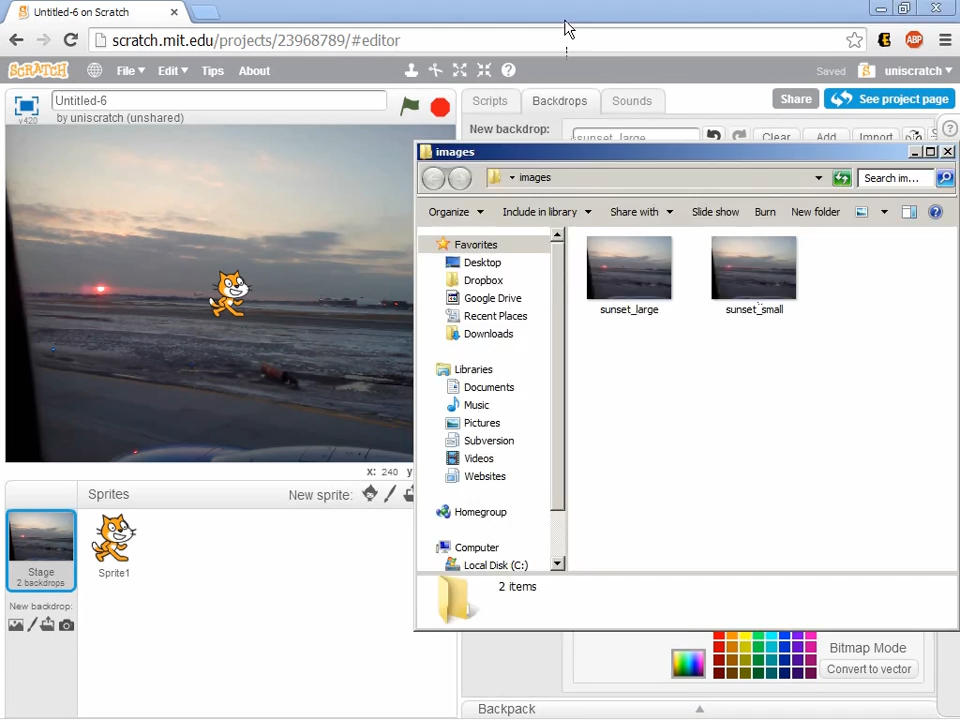 Untitled-6 on Scratch
scratch.mit.edu/projects/23968789/#editor
ABP
SCRATCH
File
Edit
Tips
About
Saved
uniscratch
v420
Untitled-6
by uniscratch (unshared)
Scripts
Backdrops
Sounds
Share
See project page
New backdrop:
sunset_large
Clear
Add
Import
images
images
Search im...
Organize
Include in library
Share with
Slide show
Burn
New folder
Favorites
Desktop
Dropbox
Google Drive
Recent Places
Downloads
Libraries
Documents
Music
Pictures
Subversion
Videos
Websites
Homegroup
Computer
Local Disk (C:)
sunset_large
sunset_small
2 items
x: 240 y
Sprites
New sprite:
Stage
2 backdrops
Sprite1
New backdrop:
Bitmap Mode
Convert to vector
Backpack